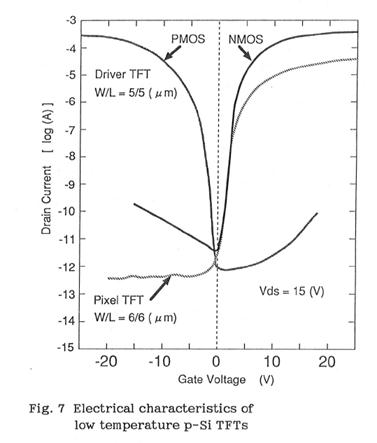 -3
-4
-5
-6
-7
-8
-9
-10
-11
-12
-13
-14
-15
Drain Current [ log (A) ]
PMOS
NMOS
Driver TFT
W/L = 5/5 ( μm )
Pixel TFT
W/L = 6/6 ( μm )
Vds = 15 (V)
-20 -10 0 10 20
Gate Voltage (V)
Fig. 7 Electrical characteristics of
low temperature p-Si TFTs